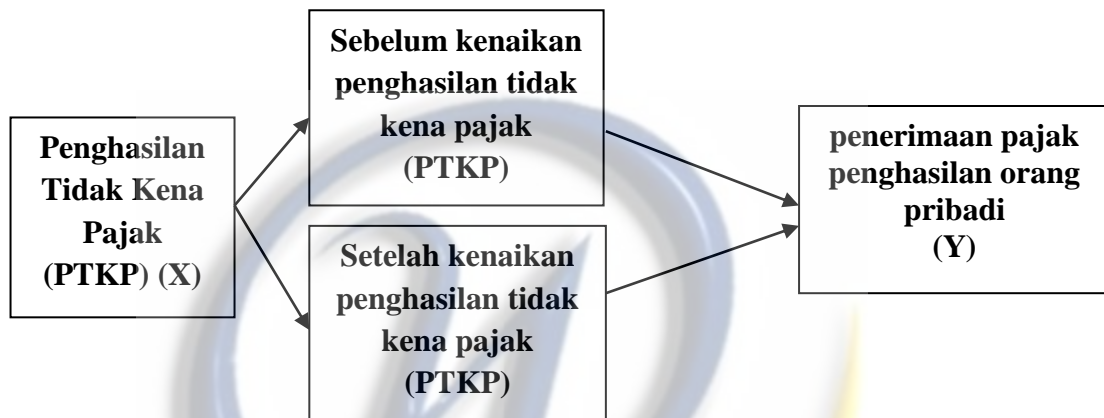 Penghasilan
Tidak Kena
Pajak
(PTKP) (X)
Sebelum kenaikan
penghasilan tidak
kena pajak
(PTKP)
Setelah kenaikan
penghasilan tidak
kena pajak
(PTKP)
penerimaan pajak
penghasilan orang
pribadi
(Y)